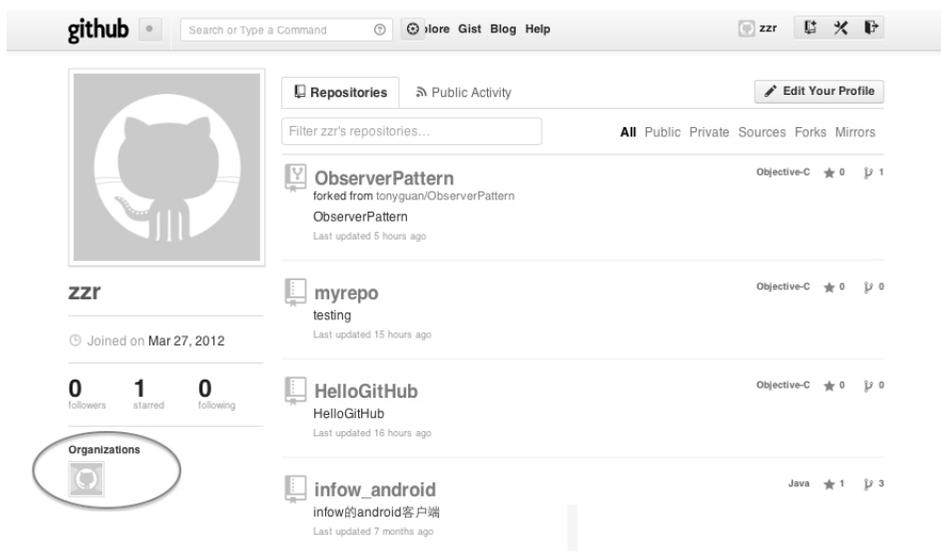 github
Search or Type a Command
plore Gist Blog Help
zzr
Repositories
Public Activity
Edit Your Profile
Filter zzr's repositories...
All Public Private Sources Forks Mirrors
ObserverPattern
forked from tonyguan/ObserverPattern
ObserverPattern
Last updated 5 hours ago
Objective-C 0 1
myrepo
testing
Last updated 15 hours ago
Objective-C 0 0
HelloGitHub
HelloGitHub
Last updated 16 hours ago
Objective-C 0 0
infow_android
infow的android客户端
Last updated 7 months ago
Java 1 3
zzr
Joined on Mar 27, 2012
0 1 0
followers starred following
Organizations